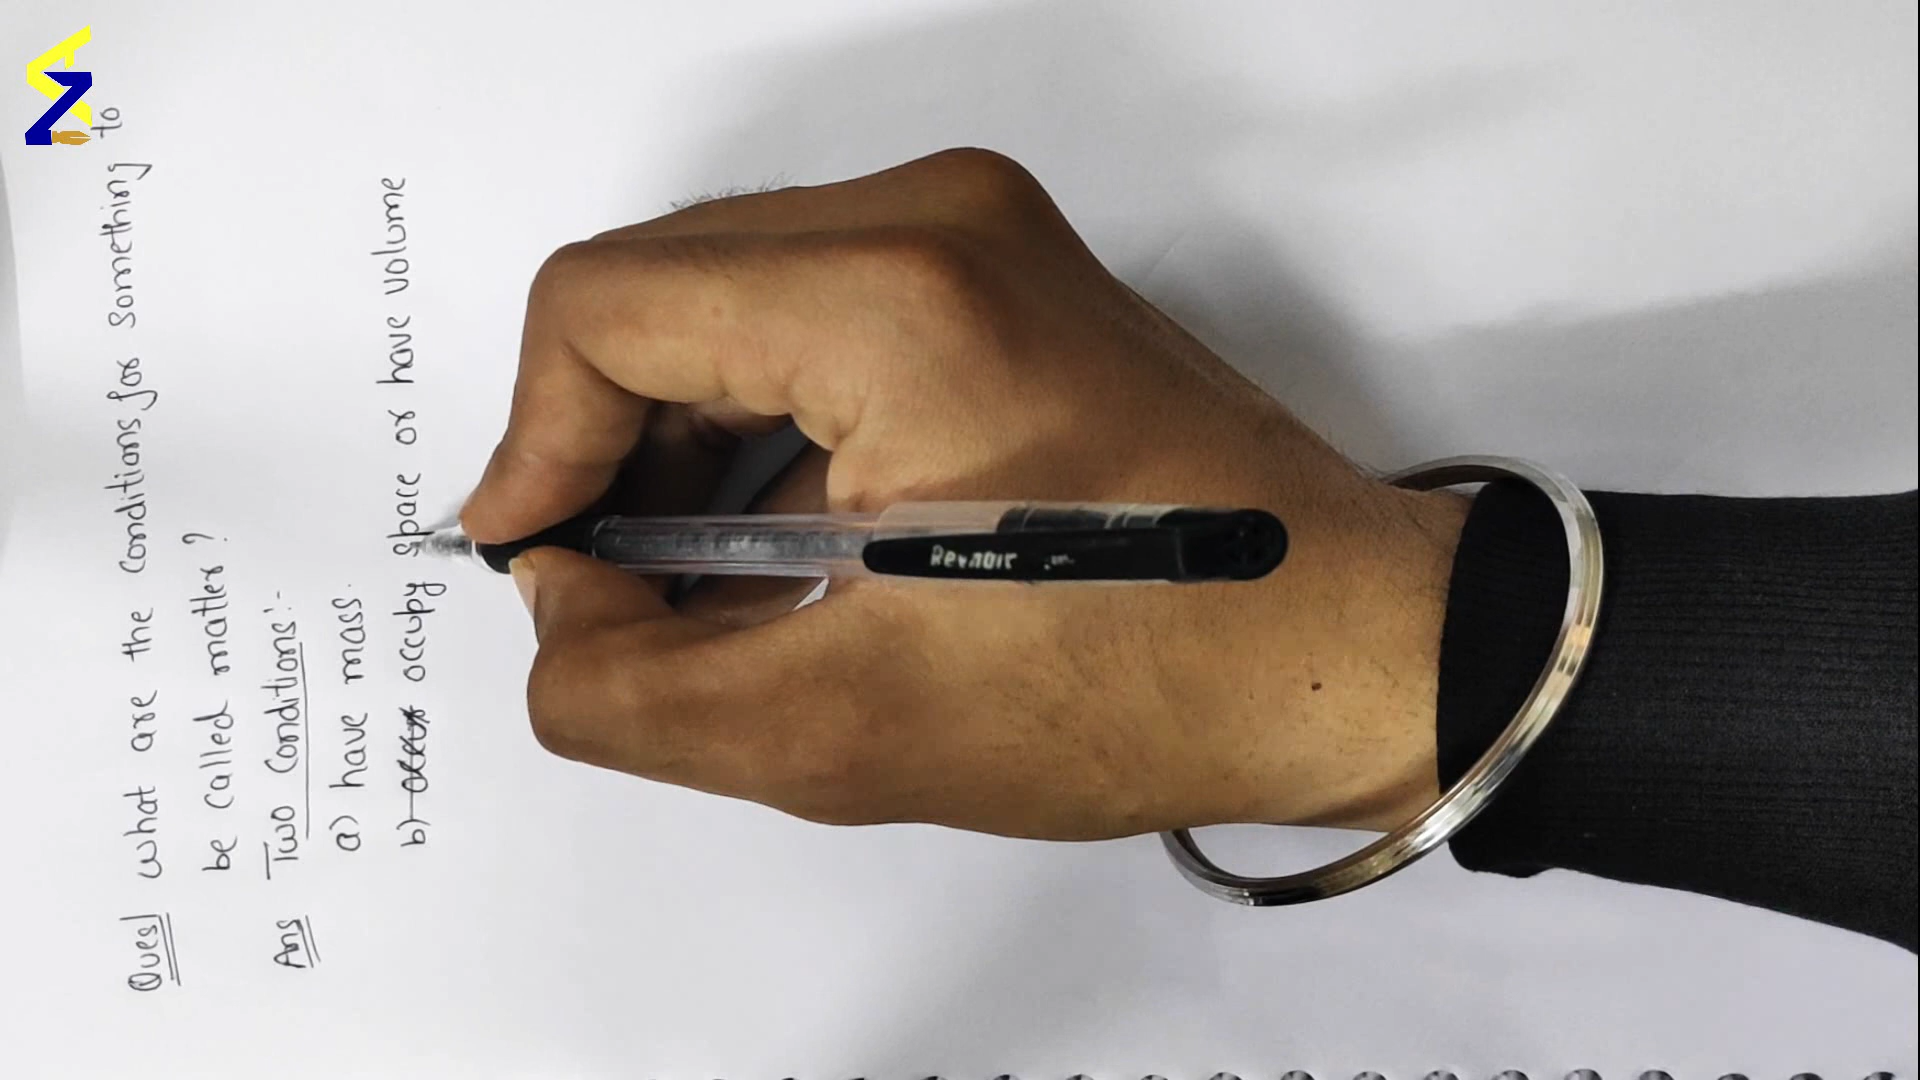 Ques] What are the Conditions for something to
be called matter?
Ans Two Conditions:-
a) have mass.
b) occupy space or have volume
Reynolds